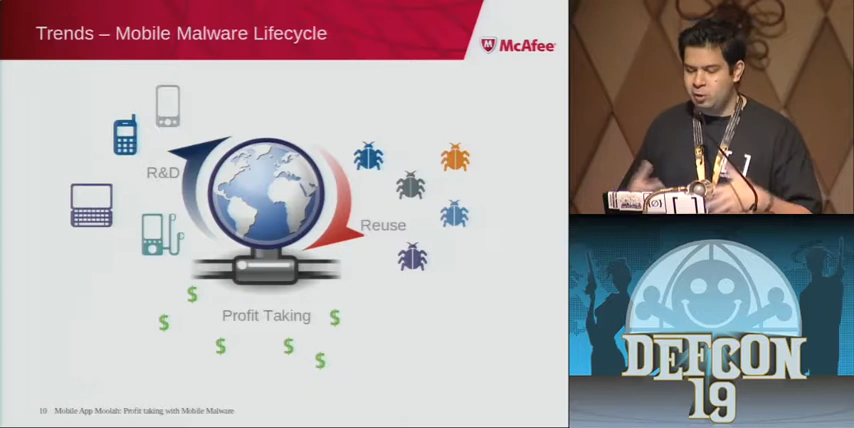 Trends – Mobile Malware Lifecycle
McAfee
R&D
Reuse
$
$
Profit Taking
$
$
$
$
10 Mobile App Moolah: Profit taking with Mobile Malware
DEFCON
19